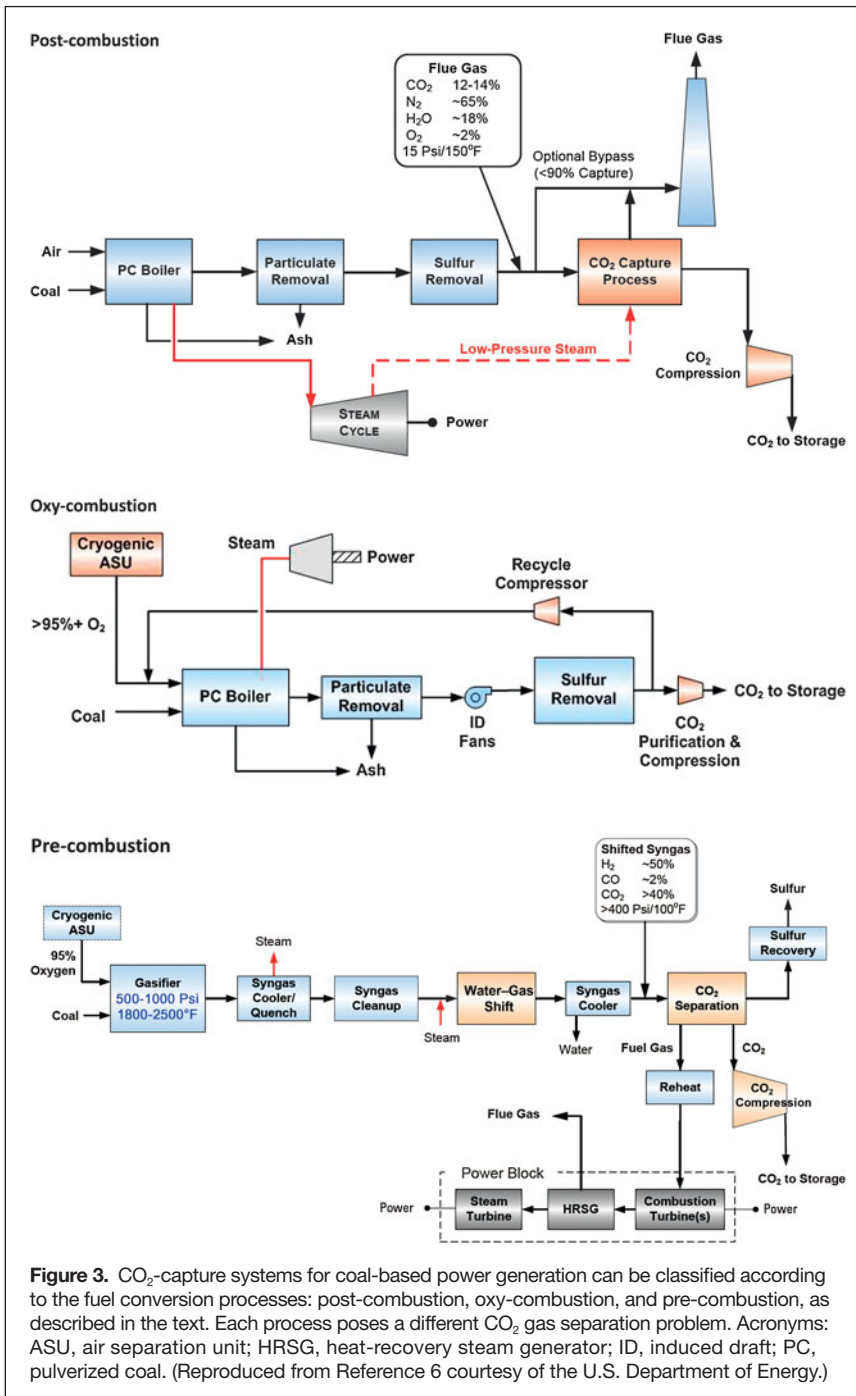 Post-combustion
Flue Gas
Flue Gas
CO₂ 12-14%
N₂ ~65%
H₂O ~18%
O₂ ~2%
15 Psi/150°F
Optional Bypass
(<90% Capture)
Air
Coal
PC Boiler
Particulate
Removal
Sulfur
Removal
CO₂ Capture
Process
Ash
Low-Pressure Steam
CO₂
Compression
STEAM
CYCLE
Power
CO₂ to Storage
Oxy-combustion
Cryogenic
ASU
Steam
Power
Recycle
Compressor
>95%+ O₂
PC Boiler
Particulate
Removal
Sulfur
Removal
CO₂ to Storage
Coal
ID
Fans
CO₂
Purification &
Compression
Ash
Pre-combustion
Shifted Syngas
H₂ ~50%
CO ~2%
CO₂ >40%
>400 Psi/100°F
Sulfur
Cryogenic
ASU
95%
Oxygen
Steam
Sulfur
Recovery
Gasifier
500-1000 Psi
1800-2500°F
Coal
Syngas
Cooler/
Quench
Syngas
Cleanup
Water–Gas
Shift
Syngas
Cooler
CO₂
Separation
Steam
Water
Fuel Gas
CO₂
Reheat
CO₂
Compression
Flue Gas
CO₂ to Storage
Power Block
Power
Steam
Turbine
HRSG
Combustion
Turbine(s)
Power
Figure 3. CO₂-capture systems for coal-based power generation can be classified according
to the fuel conversion processes: post-combustion, oxy-combustion, and pre-combustion, as
described in the text. Each process poses a different CO₂ gas separation problem. Acronyms:
ASU, air separation unit; HRSG, heat-recovery steam generator; ID, induced draft; PC,
pulverized coal. (Reproduced from Reference 6 courtesy of the U.S. Department of Energy.)